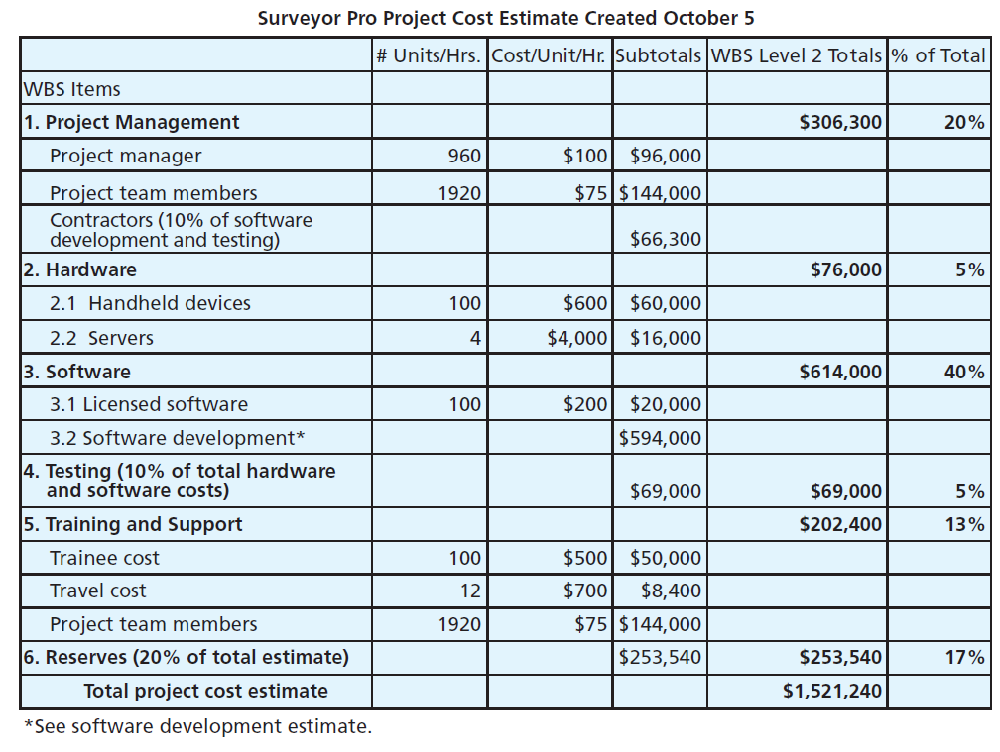 Surveyor Pro Project Cost Estimate Created October 5
# Units/Hrs. Cost/Unit/Hr. Subtotals WBS Level 2 Totals % of Total
WBS Items
1. Project Management $306,300 20%
Project manager 960 $100 $96,000
Project team members 1920 $75 $144,000
Contractors (10% of software
development and testing) $66,300
2. Hardware $76,000 5%
2.1 Handheld devices 100 $600 $60,000
2.2 Servers 4 $4,000 $16,000
3. Software $614,000 40%
3.1 Licensed software 100 $200 $20,000
3.2 Software development* $594,000
4. Testing (10% of total hardware
and software costs) $69,000 $69,000 5%
5. Training and Support $202,400 13%
Trainee cost 100 $500 $50,000
Travel cost 12 $700 $8,400
Project team members 1920 $75 $144,000
6. Reserves (20% of total estimate) $253,540 $253,540 17%
Total project cost estimate $1,521,240
*See software development estimate.